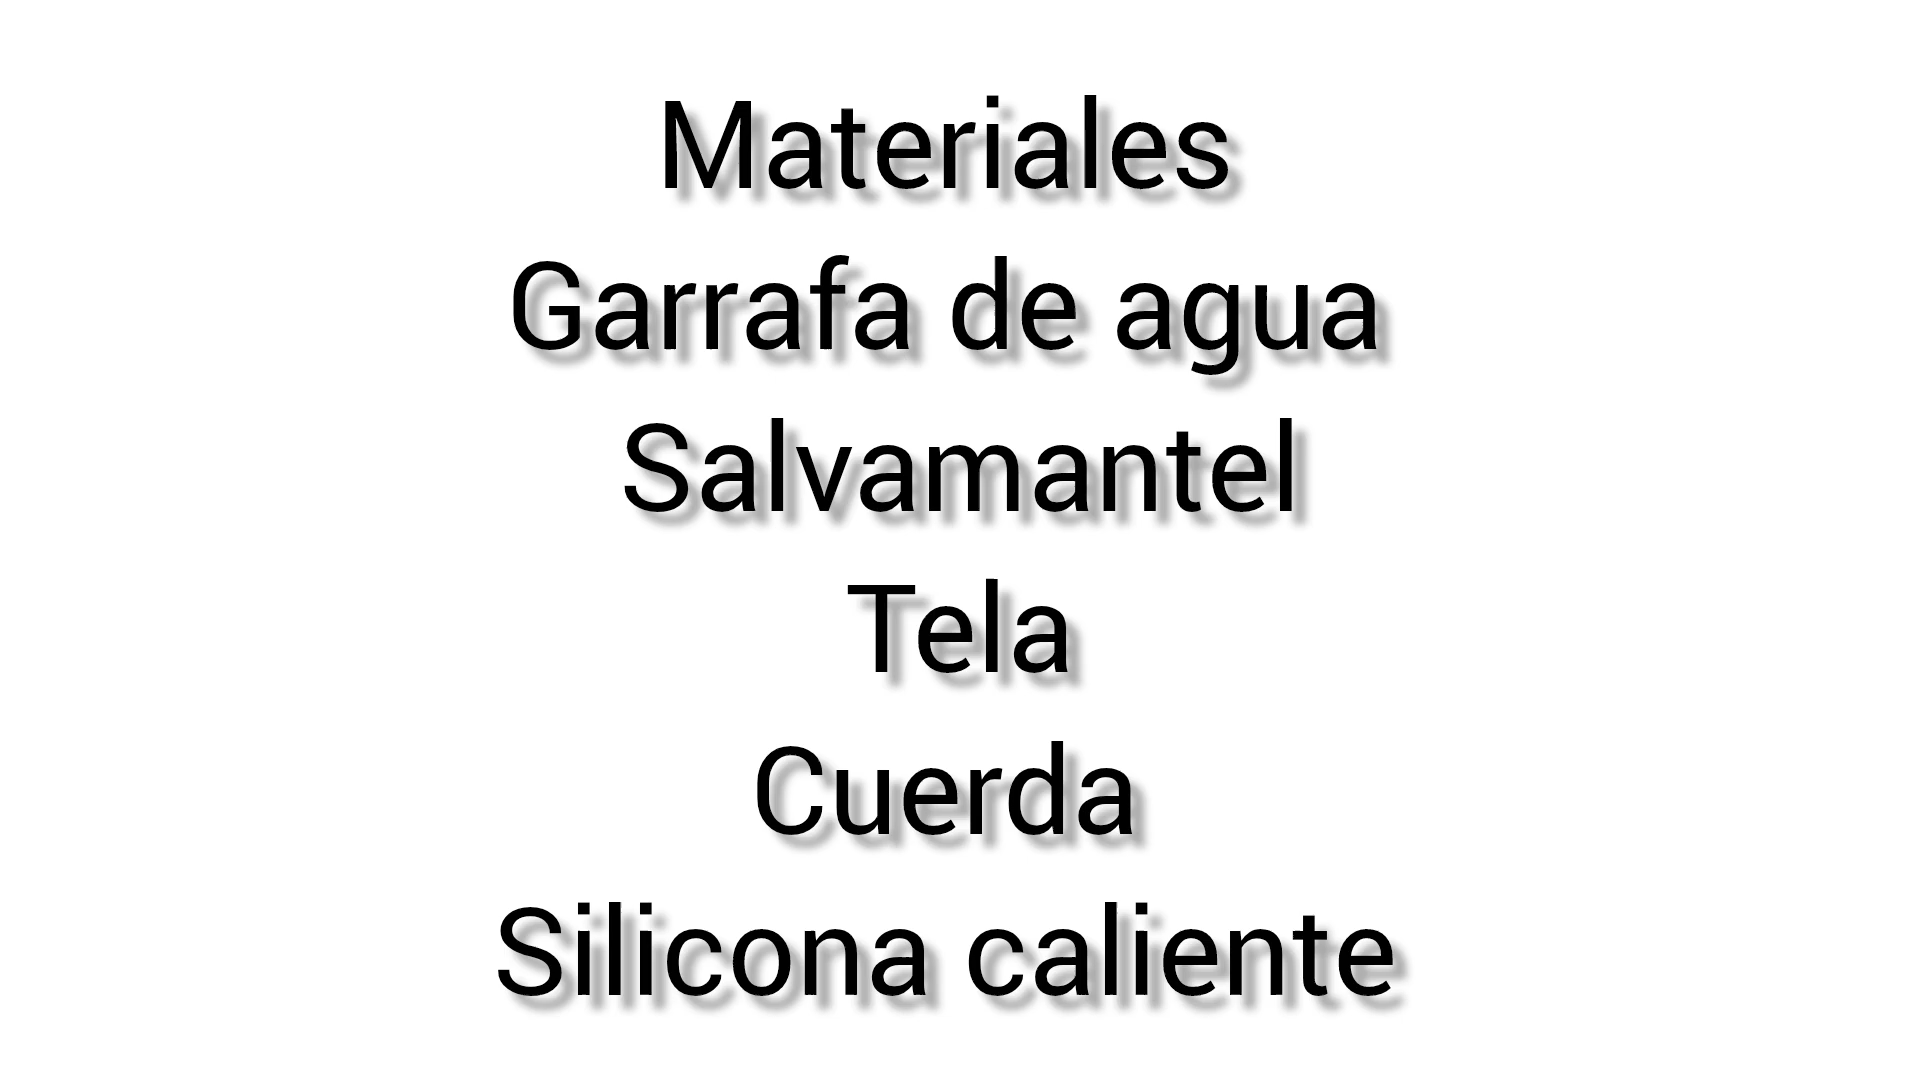 Materiales
Garrafa de agua
Salvamantel
Tela
Cuerda
Silicona caliente